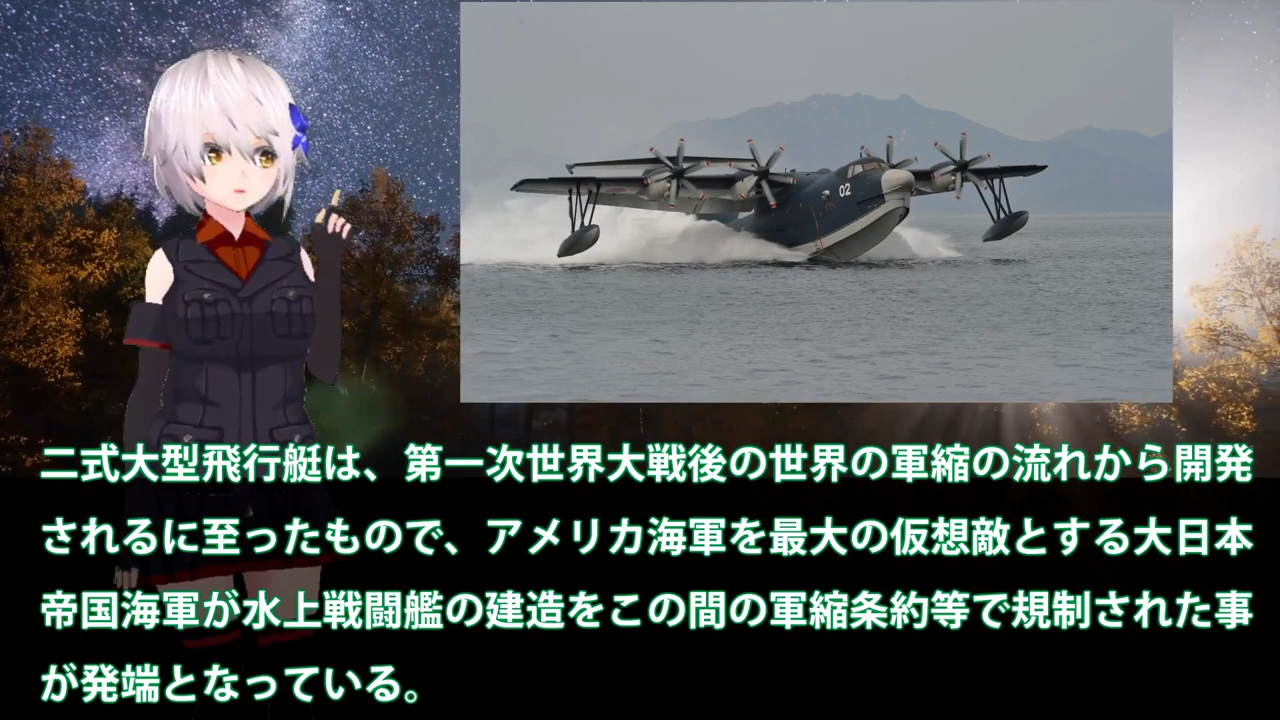 02
二式大型飛行艇は、第一次世界大戦後の世界の軍縮の流れから開発
されるに至ったもので、アメリカ海軍を最大の仮想敵とする大日本
帝国海軍が水上戦闘艦の建造をこの間の軍縮条約等で規制された事
が発端となっている。